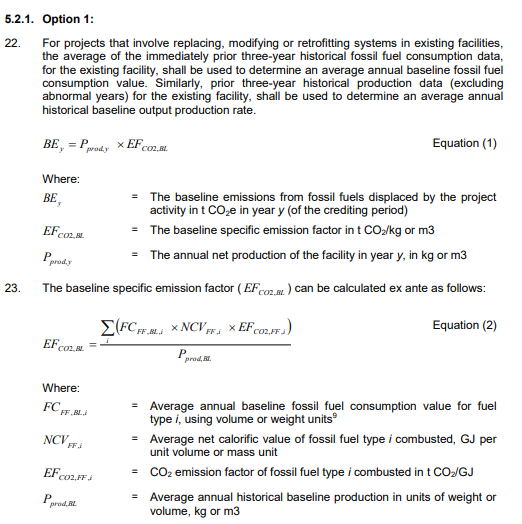 5.2.1. Option 1:
22. For projects that involve replacing, modifying or retrofitting systems in existing facilities,
the average of the immediately prior three-year historical fossil fuel consumption data,
for the existing facility, shall be used to determine an average annual baseline fossil fuel
consumption value. Similarly, prior three-year historical production data (excluding
abnormal years) for the existing facility, shall be used to determine an average annual
historical baseline output production rate.
BE_y = P_prod,y × EF_CO2,BL Equation (1)
Where:
BE_y = The baseline emissions from fossil fuels displaced by the project
activity in t CO₂e in year y (of the crediting period)
EF_CO2,BL = The baseline specific emission factor in t CO₂/kg or m3
P_prod,y = The annual net production of the facility in year y, in kg or m3
23. The baseline specific emission factor ( EF_CO2,BL ) can be calculated ex ante as follows:
EF_CO2,BL = ∑_i (FC_FF,BL,i × NCV_FF,i × EF_CO2,FF,i) / P_prod,BL Equation (2)
Where:
FC_FF,BL,i = Average annual baseline fossil fuel consumption value for fuel
type i, using volume or weight units⁹
NCV_FF,i = Average net calorific value of fossil fuel type i combusted, GJ per
unit volume or mass unit
EF_CO2,FF,i = CO₂ emission factor of fossil fuel type i combusted in t CO₂/GJ
P_prod,BL = Average annual historical baseline production in units of weight or
volume, kg or m3